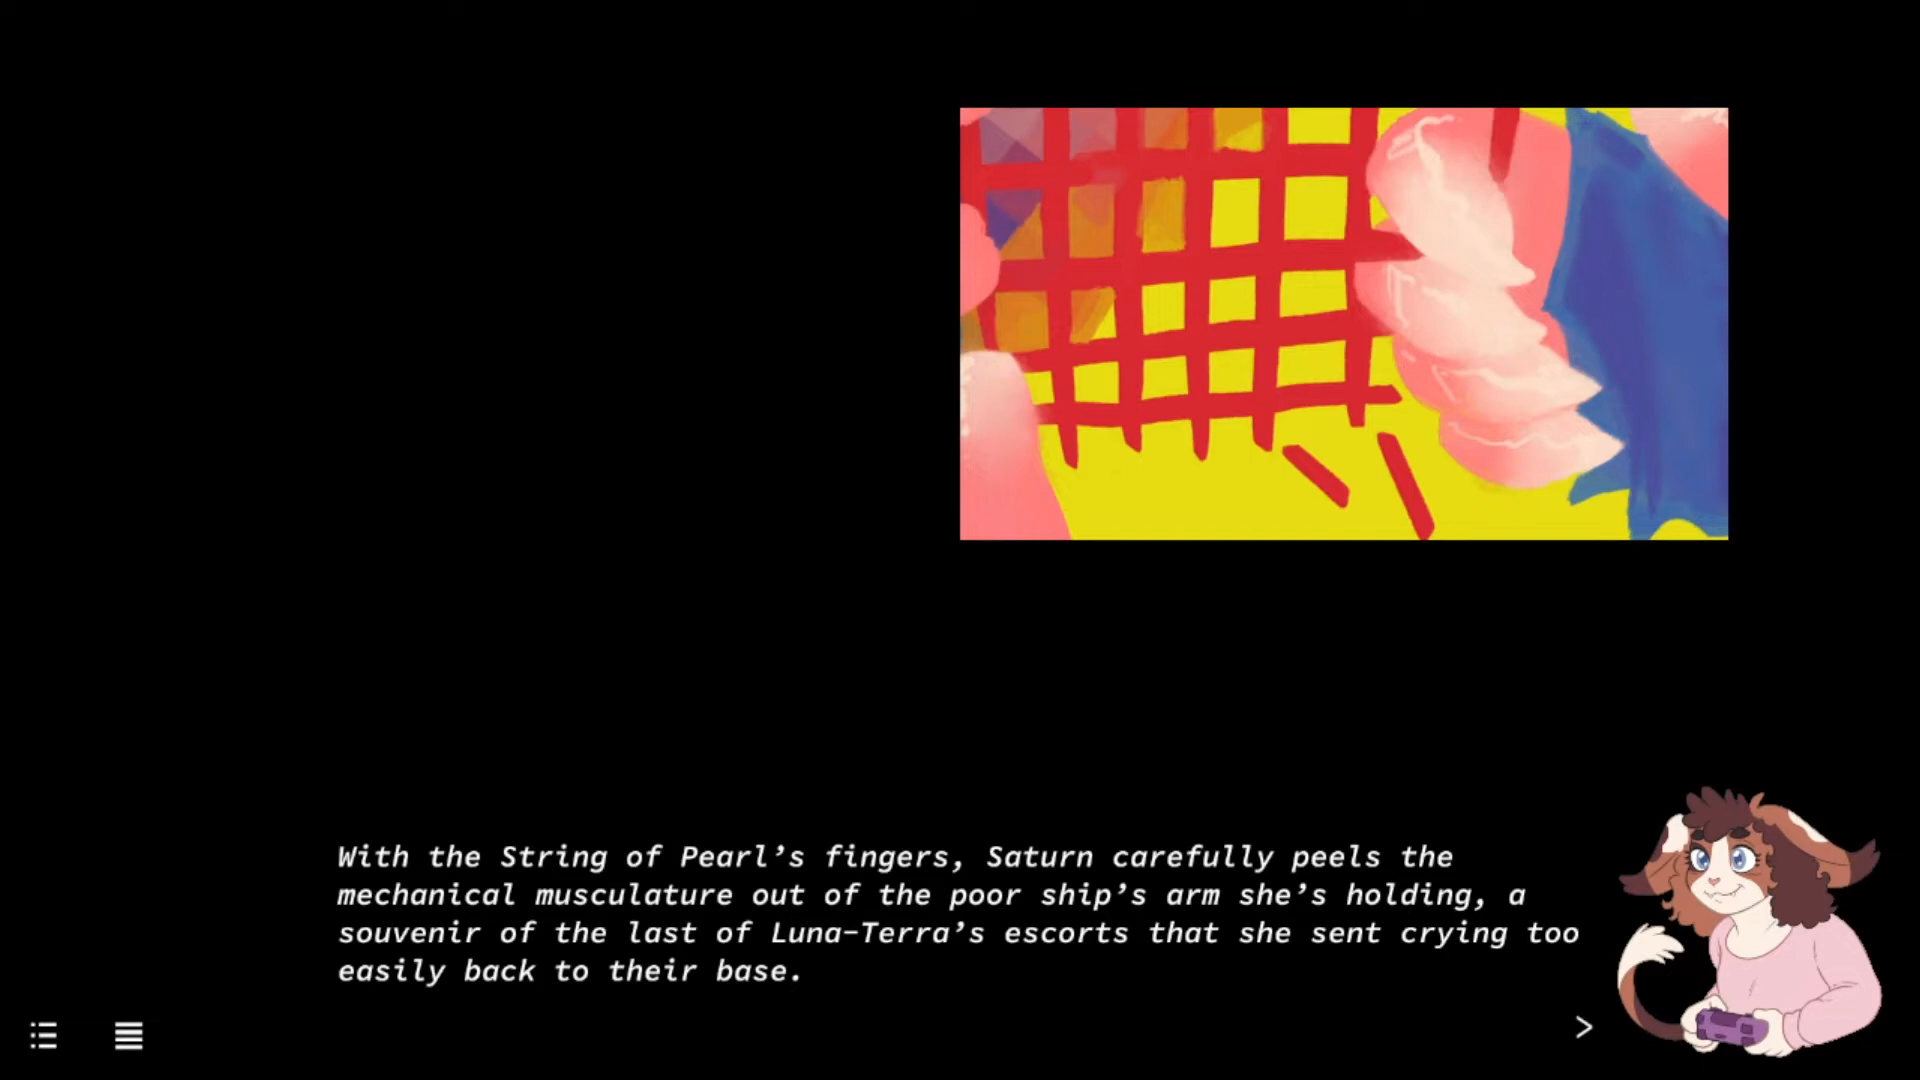 With the String of Pearl’s fingers, Saturn carefully peels the
mechanical musculature out of the poor ship’s arm she’s holding, a
souvenir of the last of Luna-Terra’s escorts that she sent crying too
easily back to their base.